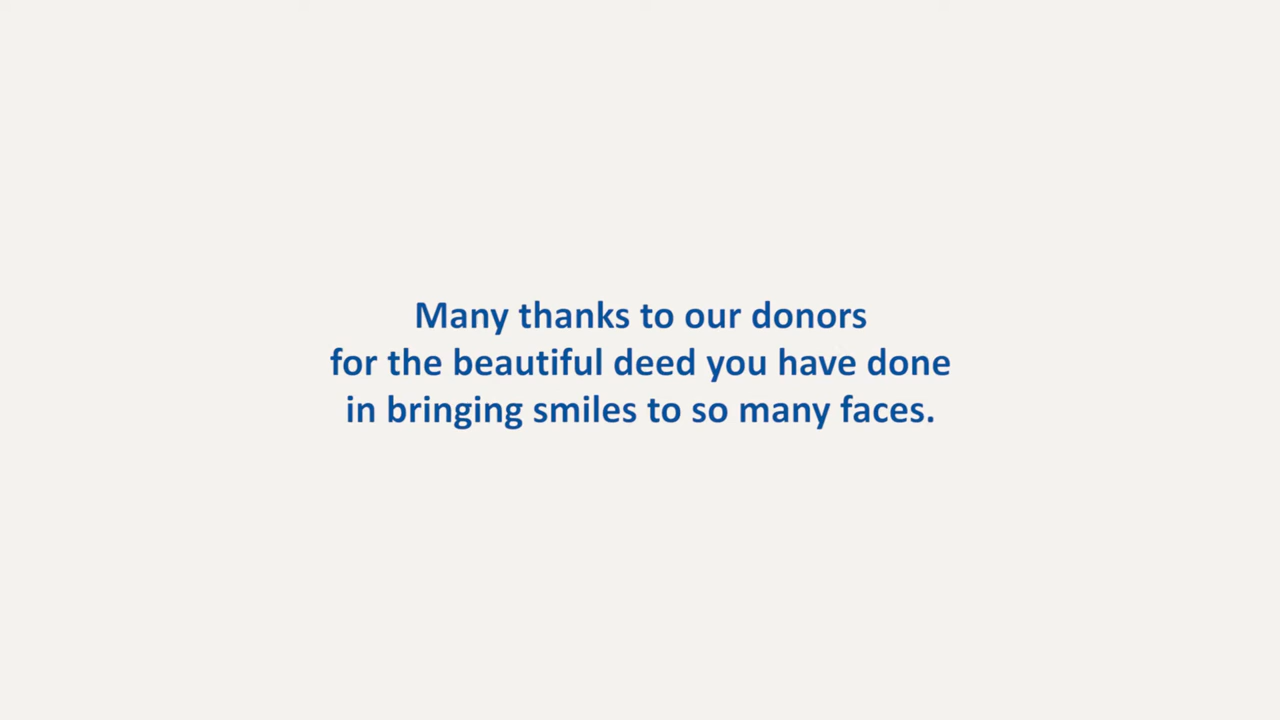 Many thanks to our donors
for the beautiful deed you have done
in bringing smiles to so many faces.